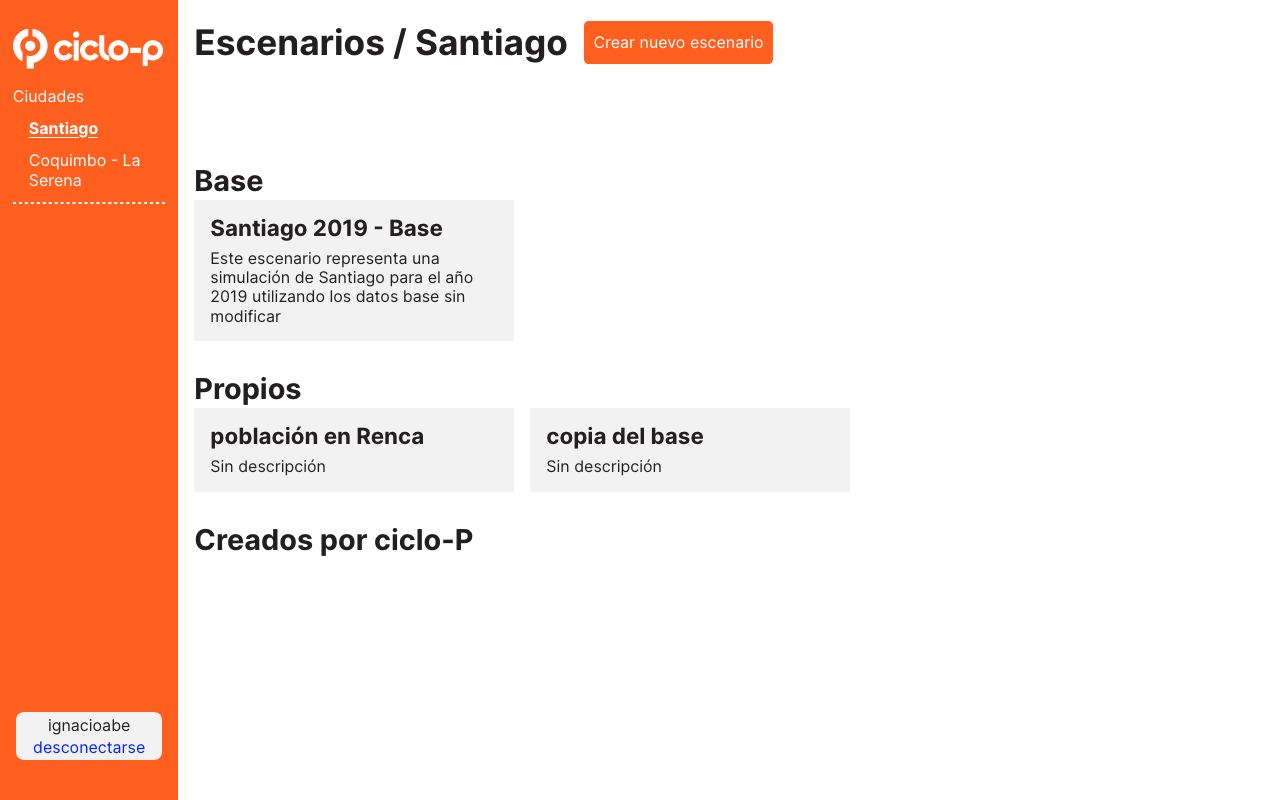 ciclo-p
Ciudades
Santiago
Coquimbo - La
Serena
ignacioabe
desconectarse
Escenarios / Santiago
Crear nuevo escenario
Base
Santiago 2019 - Base
Este escenario representa una
simulación de Santiago para el año
2019 utilizando los datos base sin
modificar
Propios
población en Renca
Sin descripción
copia del base
Sin descripción
Creados por ciclo-P